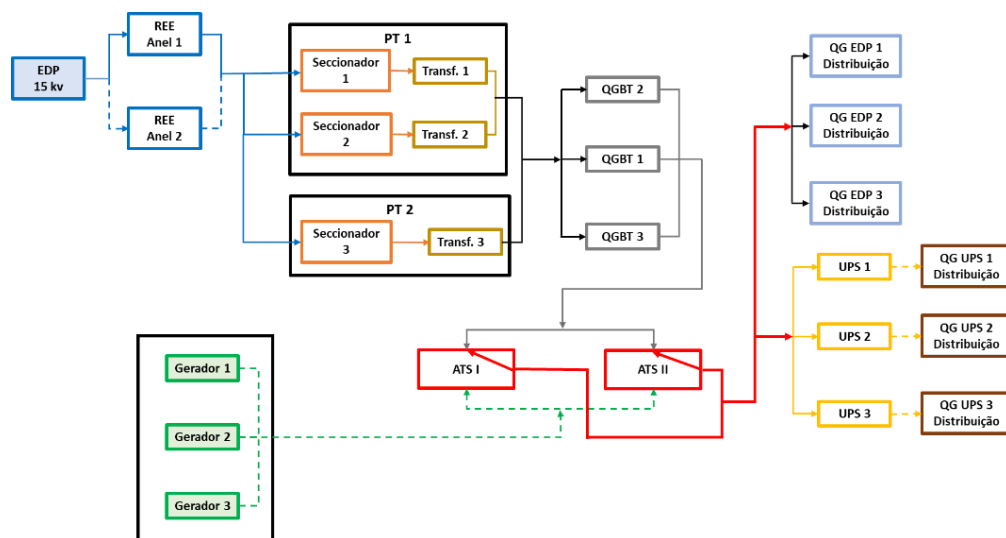 EDP
15 kv
REE
Anel 1
REE
Anel 2
PT 1
Seccionador
1
Transf. 1
Seccionador
2
Transf. 2
PT 2
Seccionador
3
Transf. 3
QGBT 2
QGBT 1
QGBT 3
QG EDP 1
Distribuição
QG EDP 2
Distribuição
QG EDP 3
Distribuição
UPS 1
QG UPS 1
Distribuição
UPS 2
QG UPS 2
Distribuição
UPS 3
QG UPS 3
Distribuição
ATS I
ATS II
Gerador 1
Gerador 2
Gerador 3